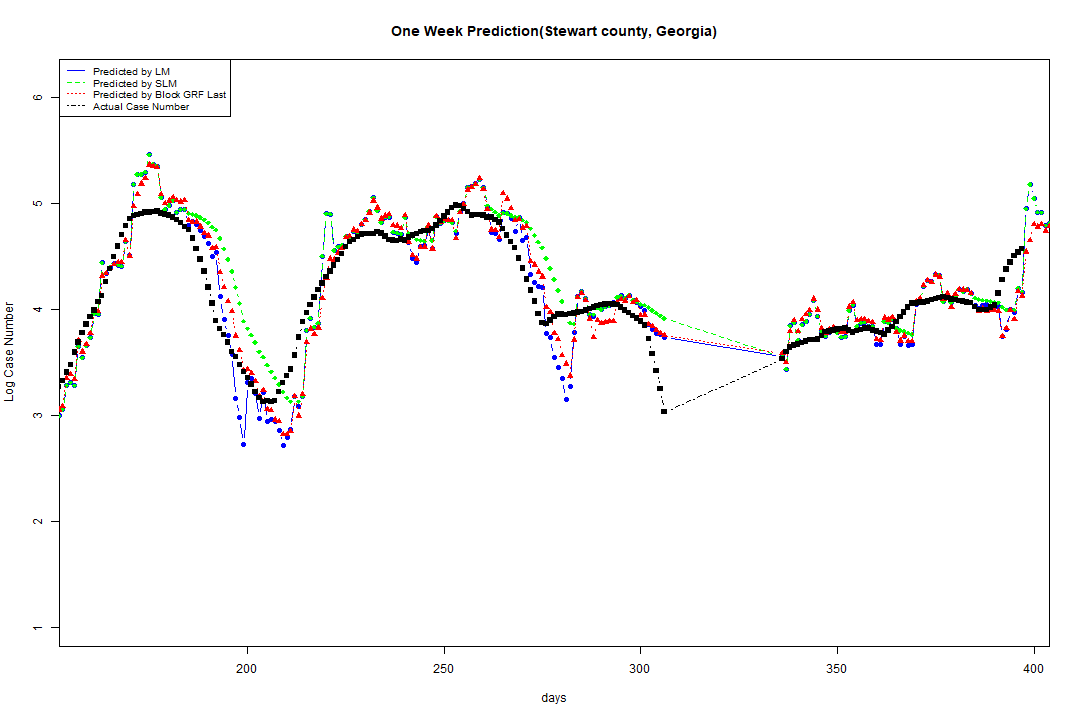 One Week Prediction(Stewart county, Georgia)
Predicted by LM
Predicted by SLM
Predicted by Block GRF Last
Actual Case Number
Log Case Number
6
5
4
3
2
1
200 250 300 350 400
days